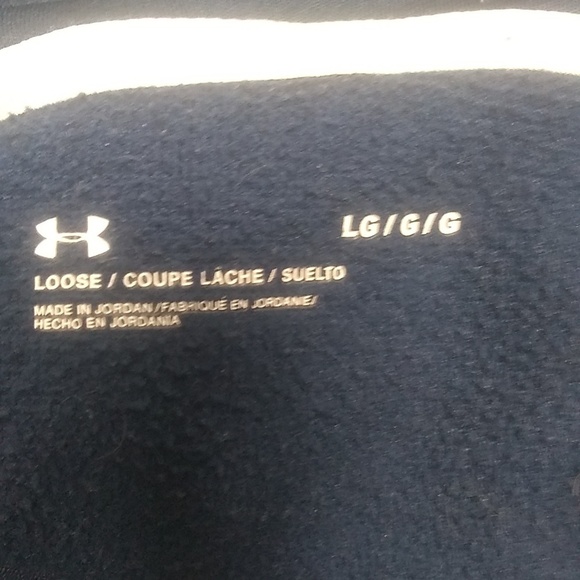 LG/G/G
LOOSE / COUPE LÂCHE / SUELTO
MADE IN JORDAN/FABRIQUÉ EN JORDANIE/
HECHO EN JORDANIA